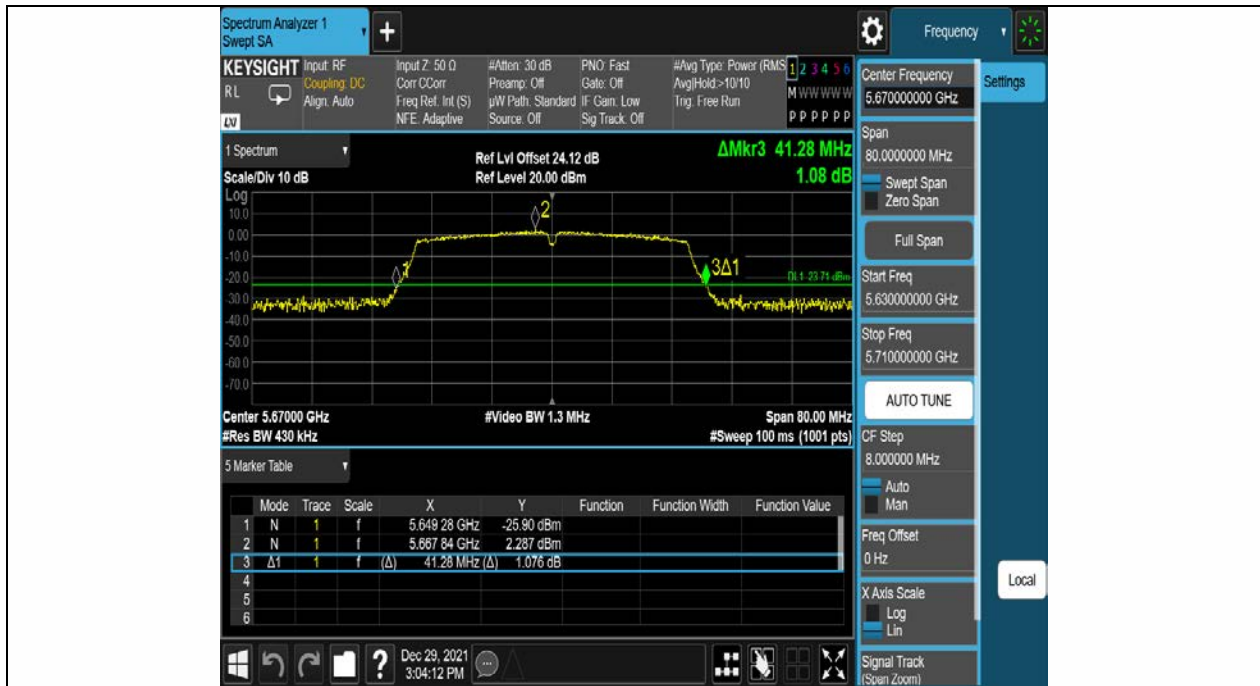 Spectrum Analyzer 1
Swept SA
+
Frequency
KEYSIGHT
RL
LXI
Input: RF
Coupling: DC
Align: Auto
Input Z: 50 Ω
Corr CCorr
Freq Ref: Int (S)
NFE: Adaptive
#Atten: 30 dB
Preamp: Off
µW Path: Standard
Source: Off
PNO: Fast
Gate: Off
IF Gain: Low
Sig Track: Off
#Avg Type: Power (RMS
Avg|Hold:>10/10
Trig: Free Run
1 2 3 4 5 6
M W W W W W
P P P P P P
1 Spectrum
Scale/Div 10 dB
Ref Lvl Offset 24.12 dB
Ref Level 20.00 dBm
ΔMkr3 41.28 MHz
1.08 dB
Log
10.0
0.00
-10.0
-20.0
-30.0
-40.0
-50.0
-60.0
-70.0
1
2
3Δ1
DL1 -23.71 dBm
Center 5.67000 GHz
#Video BW 1.3 MHz
Span 80.00 MHz
#Res BW 430 kHz
#Sweep 100 ms (1001 pts)
5 Marker Table
Mode Trace Scale X Y Function Function Width Function Value
1 N 1 f 5.649 28 GHz -25.90 dBm
2 N 1 f 5.667 84 GHz 2.287 dBm
3 Δ1 1 f (Δ) 41.28 MHz (Δ) 1.076 dB
4
5
6
?
Dec 29, 2021
3:04:12 PM
Center Frequency
5.670000000 GHz
Span
80.0000000 MHz
Swept Span
Zero Span
Full Span
Start Freq
5.630000000 GHz
Stop Freq
5.710000000 GHz
AUTO TUNE
CF Step
8.000000 MHz
Auto
Man
Freq Offset
0 Hz
X Axis Scale
Log
Lin
Signal Track
(Span Zoom)
Settings
Local